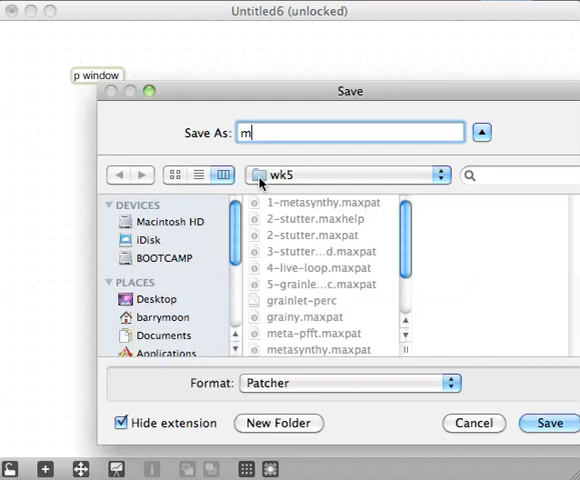 Untitled6 (unlocked)
p window
Save
Save As: m
wk5
DEVICES
Macintosh HD
iDisk
BOOTCAMP
PLACES
Desktop
barrymoon
Documents
Applications
1-metasynthy.maxpat
2-stutter.maxhelp
2-stutter.maxpat
3-stutter...d.maxpat
4-live-loop.maxpat
5-grainle...c.maxpat
grainlet-perc
grainy.maxpat
meta-pfft.maxpat
metasynthy.maxpat
Format: Patcher
Hide extension
New Folder
Cancel
Save